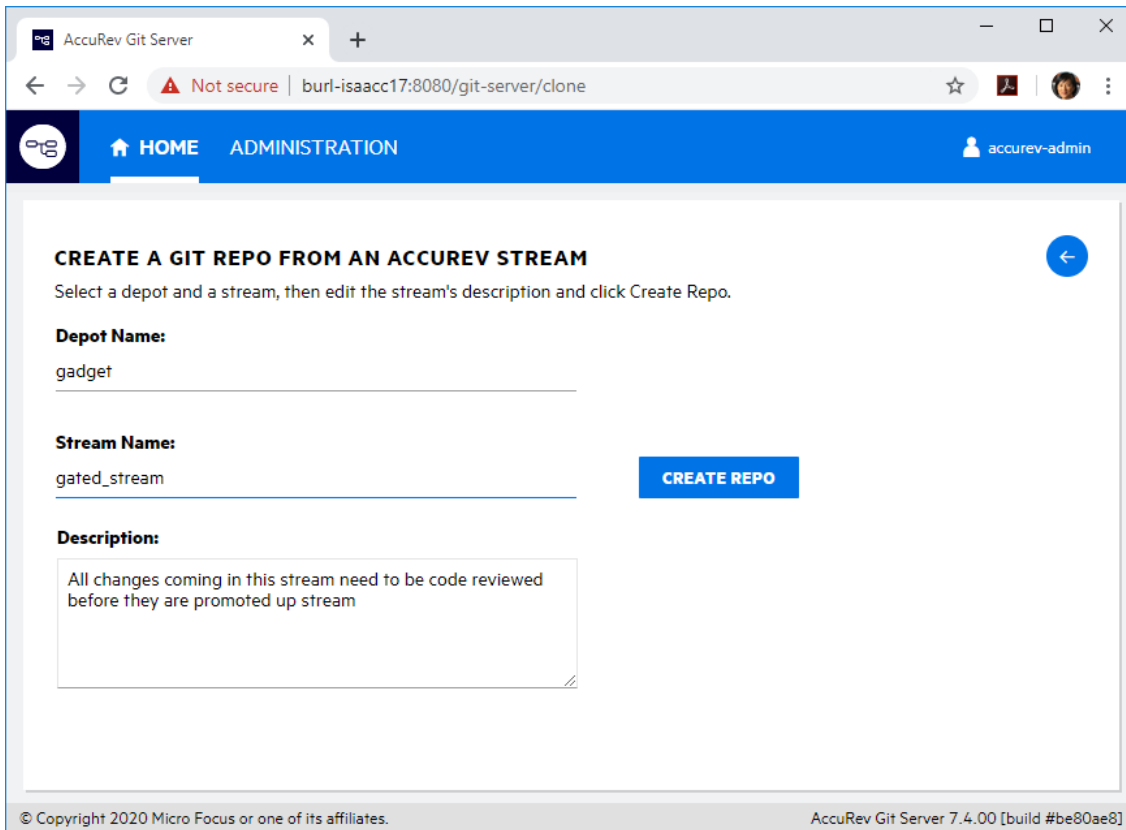 AccuRev Git Server
Not secure | burl-isaacc17:8080/git-server/clone
HOME ADMINISTRATION accurev-admin
CREATE A GIT REPO FROM AN ACCUREV STREAM
Select a depot and a stream, then edit the stream's description and click Create Repo.
Depot Name:
gadget
Stream Name:
gated_stream
CREATE REPO
Description:
All changes coming in this stream need to be code reviewed
before they are promoted up stream
© Copyright 2020 Micro Focus or one of its affiliates. AccuRev Git Server 7.4.00 [build #be80ae8]